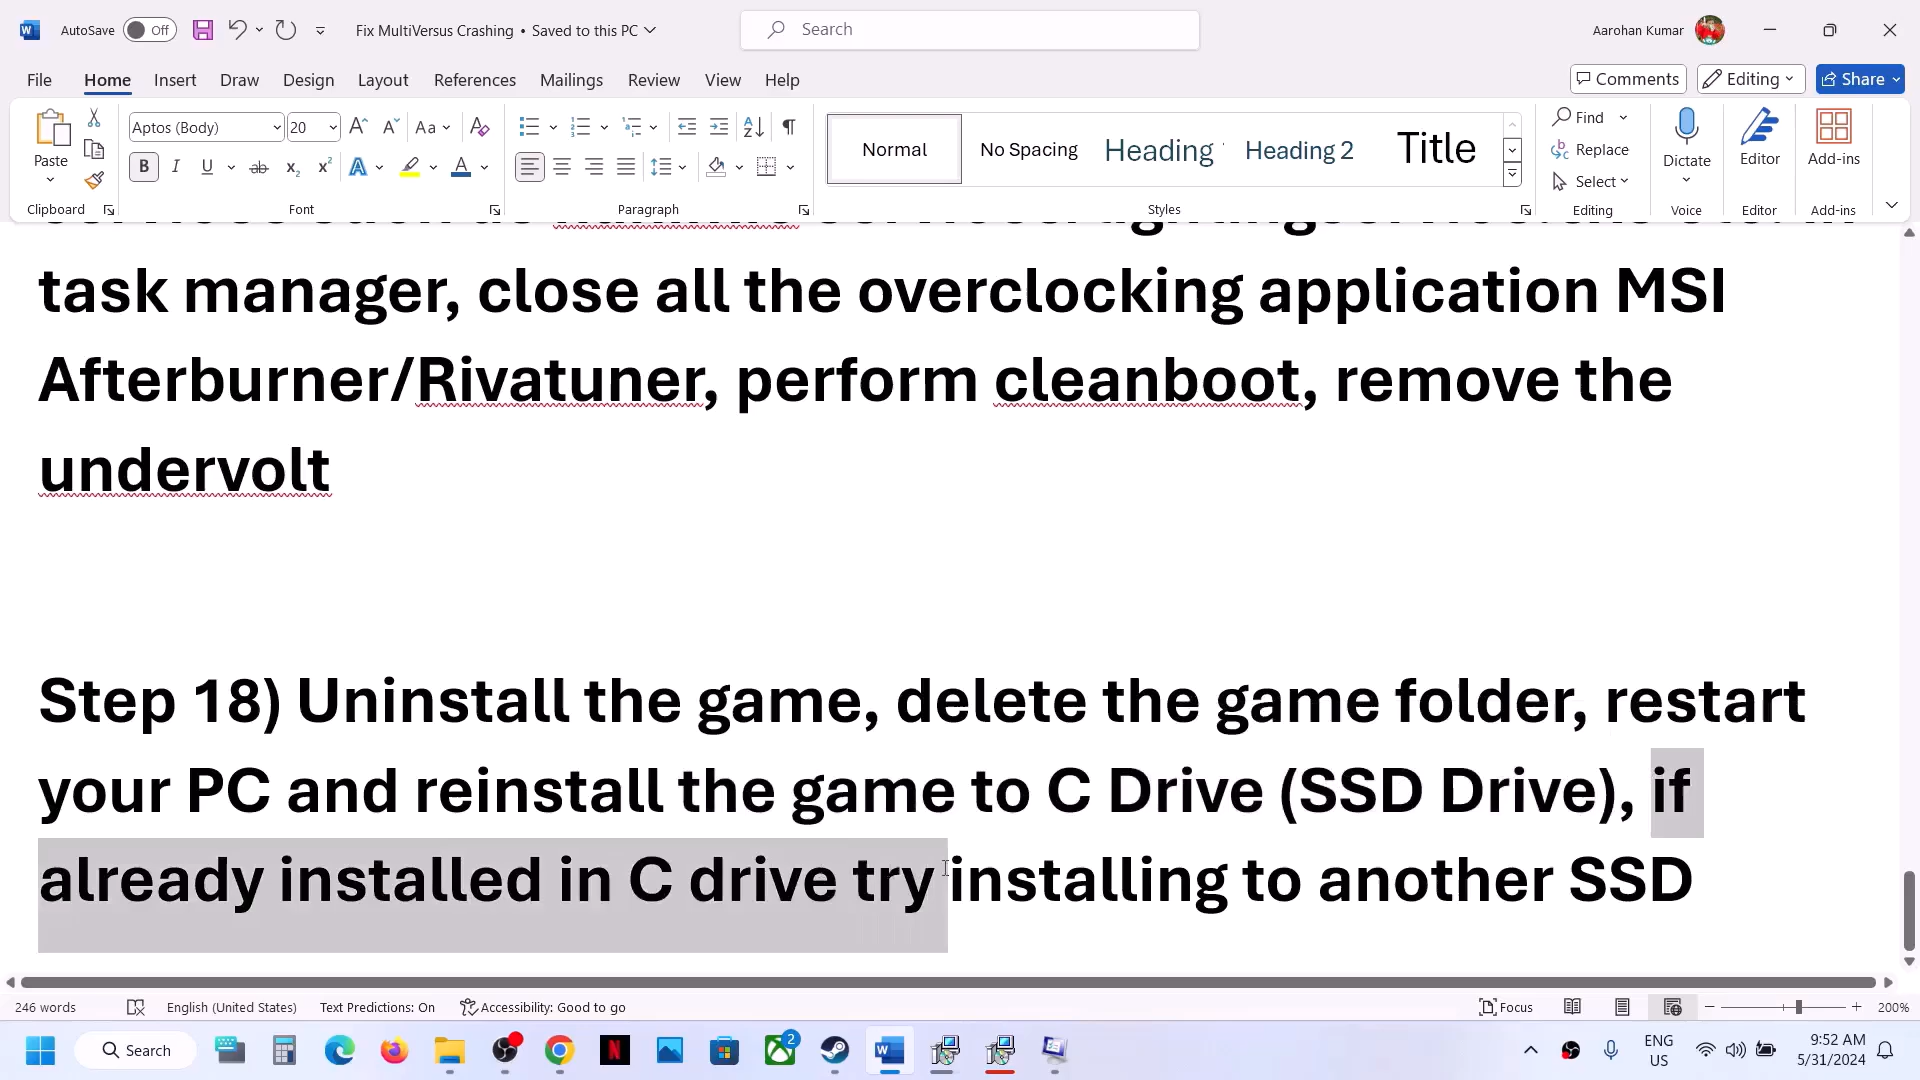 AutoSave Off Fix MultiVersus Crashing • Saved to this PC Search Aarohan Kumar
File Home Insert Draw Design Layout References Mailings Review View Help Comments Editing Share
Paste Aptos (Body) 20 Aa Normal No Spacing Heading Heading 2 Title Find Replace Select Dictate Editor Add-ins
Clipboard Font Paragraph Styles Editing Voice Editor Add-ins
task manager, close all the overclocking application MSI
Afterburner/Rivatuner, perform cleanboot, remove the
undervolt
Step 18) Uninstall the game, delete the game folder, restart
your PC and reinstall the game to C Drive (SSD Drive), if
already installed in C drive try installing to another SSD
246 words English (United States) Text Predictions: On Accessibility: Good to go Focus 200%
Search 2 ENG US 9:52 AM 5/31/2024